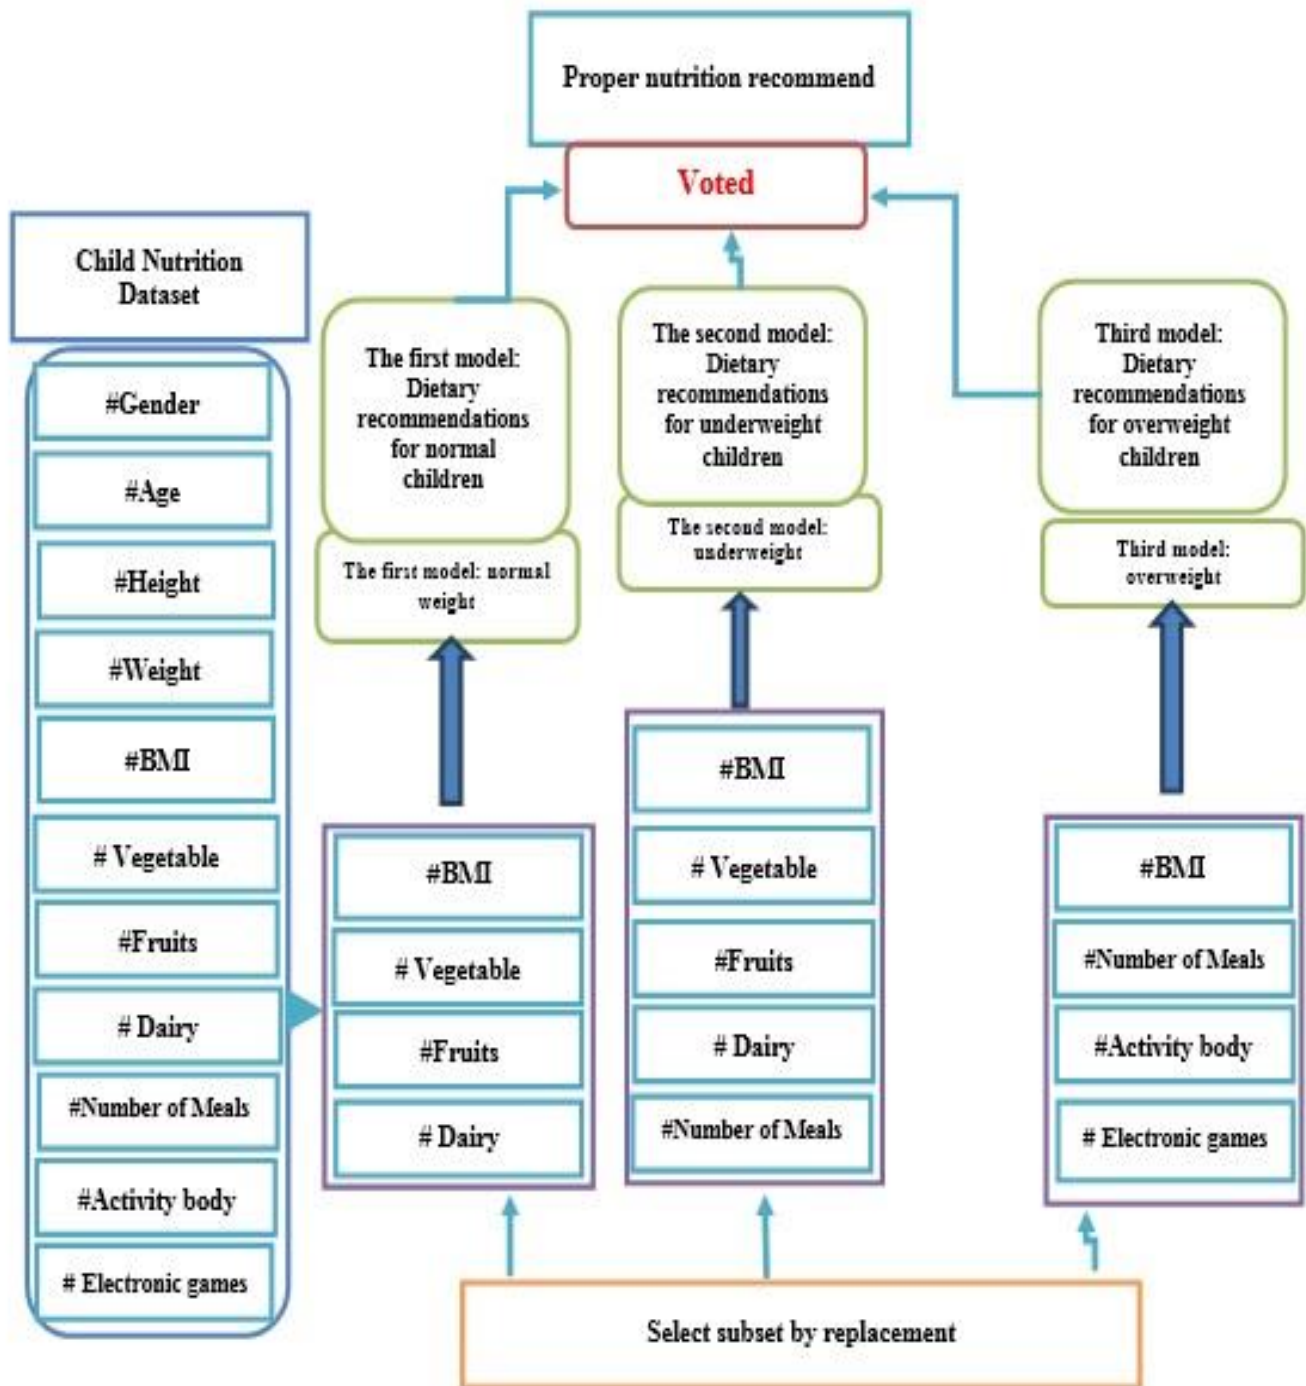 Proper nutrition recommend
Voted
Child Nutrition
Dataset
#Gender
#Age
#Height
#Weight
#BMI
# Vegetable
#Fruits
# Dairy
#Number of Meals
#Activity body
# Electronic games
The first model:
Dietary
recommendations
for normal
children
The first model: normal
weight
#BMI
# Vegetable
#Fruits
# Dairy
The second model:
Dietary
recommendations
for underweight
children
The second model:
underweight
#BMI
# Vegetable
#Fruits
# Dairy
#Number of Meals
Third model:
Dietary
recommendations
for overweight
children
Third model:
overweight
#BMI
#Number of Meals
#Activity body
# Electronic games
Select subset by replacement